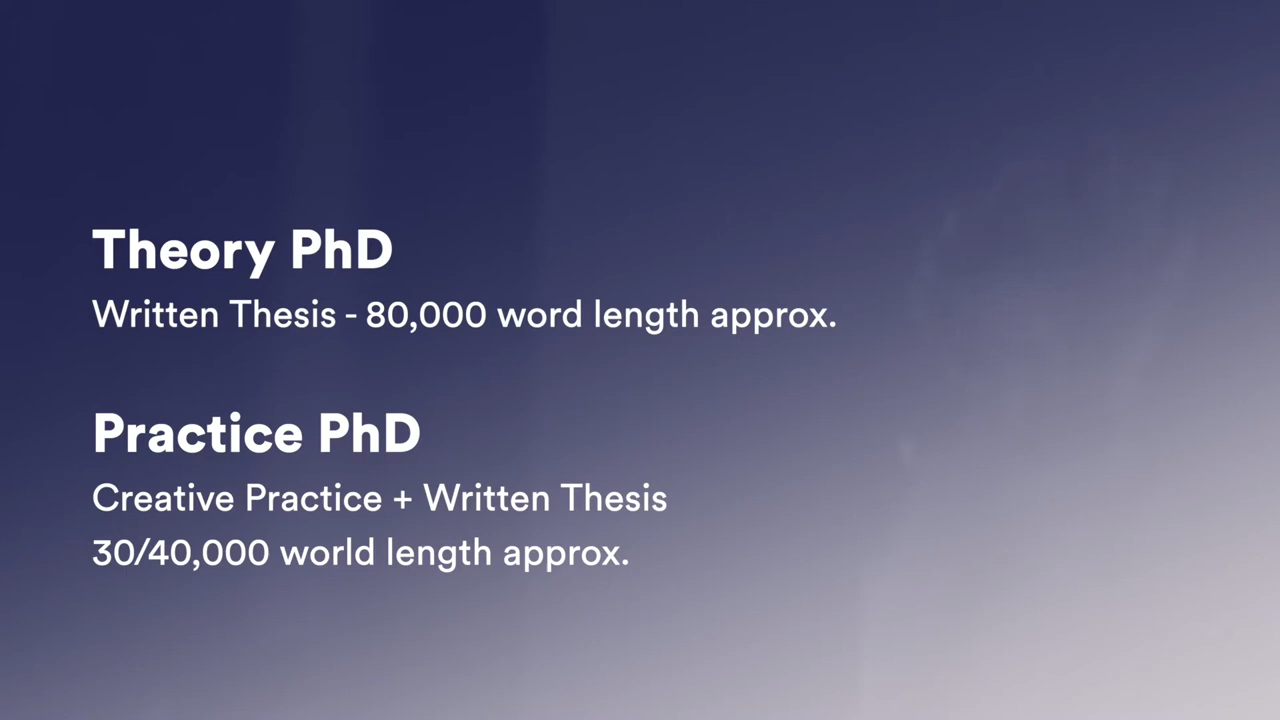 Theory PhD
Written Thesis - 80,000 word length approx.
Practice PhD
Creative Practice + Written Thesis
30/40,000 world length approx.